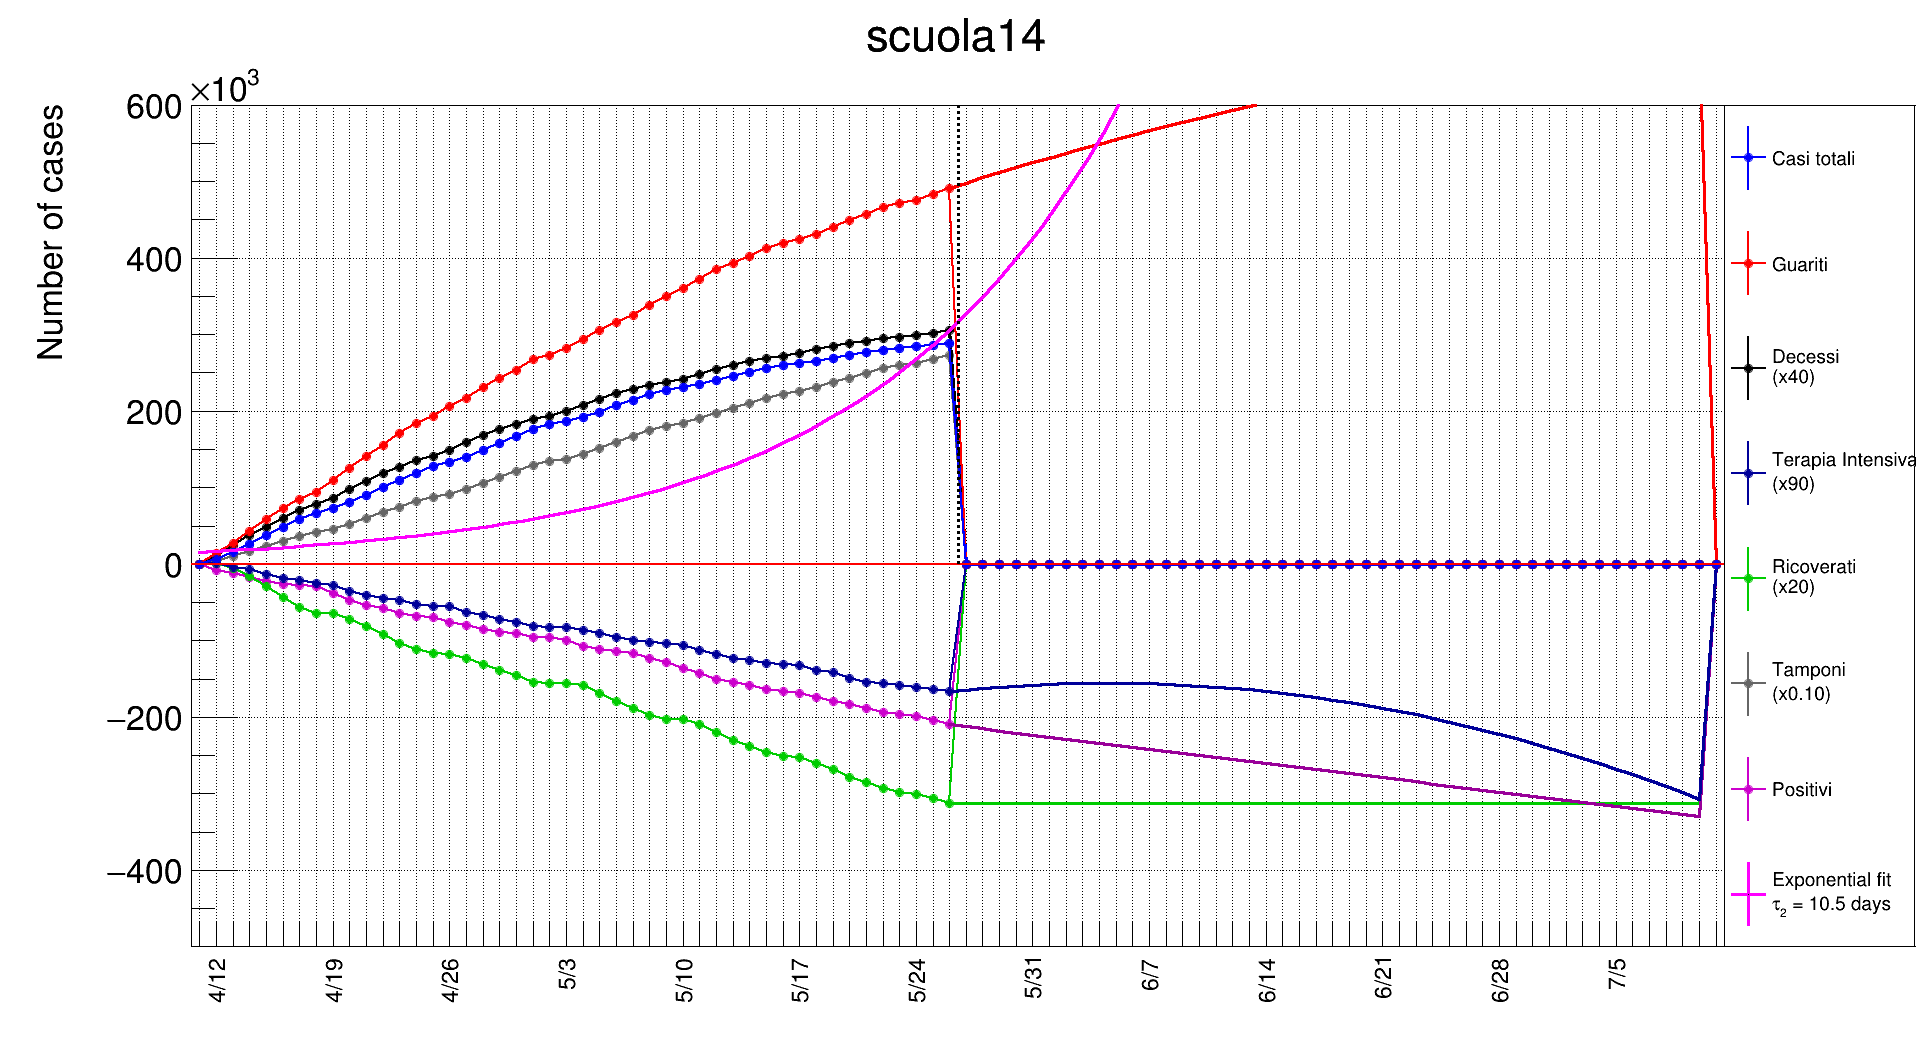 scuola14
×10³
Number of cases
600
400
200
0
−200
−400
4/12
4/19
4/26
5/3
5/10
5/17
5/24
5/31
6/7
6/14
6/21
6/28
7/5
Casi totali
Guariti
Decessi
(x40)
Terapia Intensiva
(x90)
Ricoverati
(x20)
Tamponi
(x0.10)
Positivi
Exponential fit
τ₂ = 10.5 days